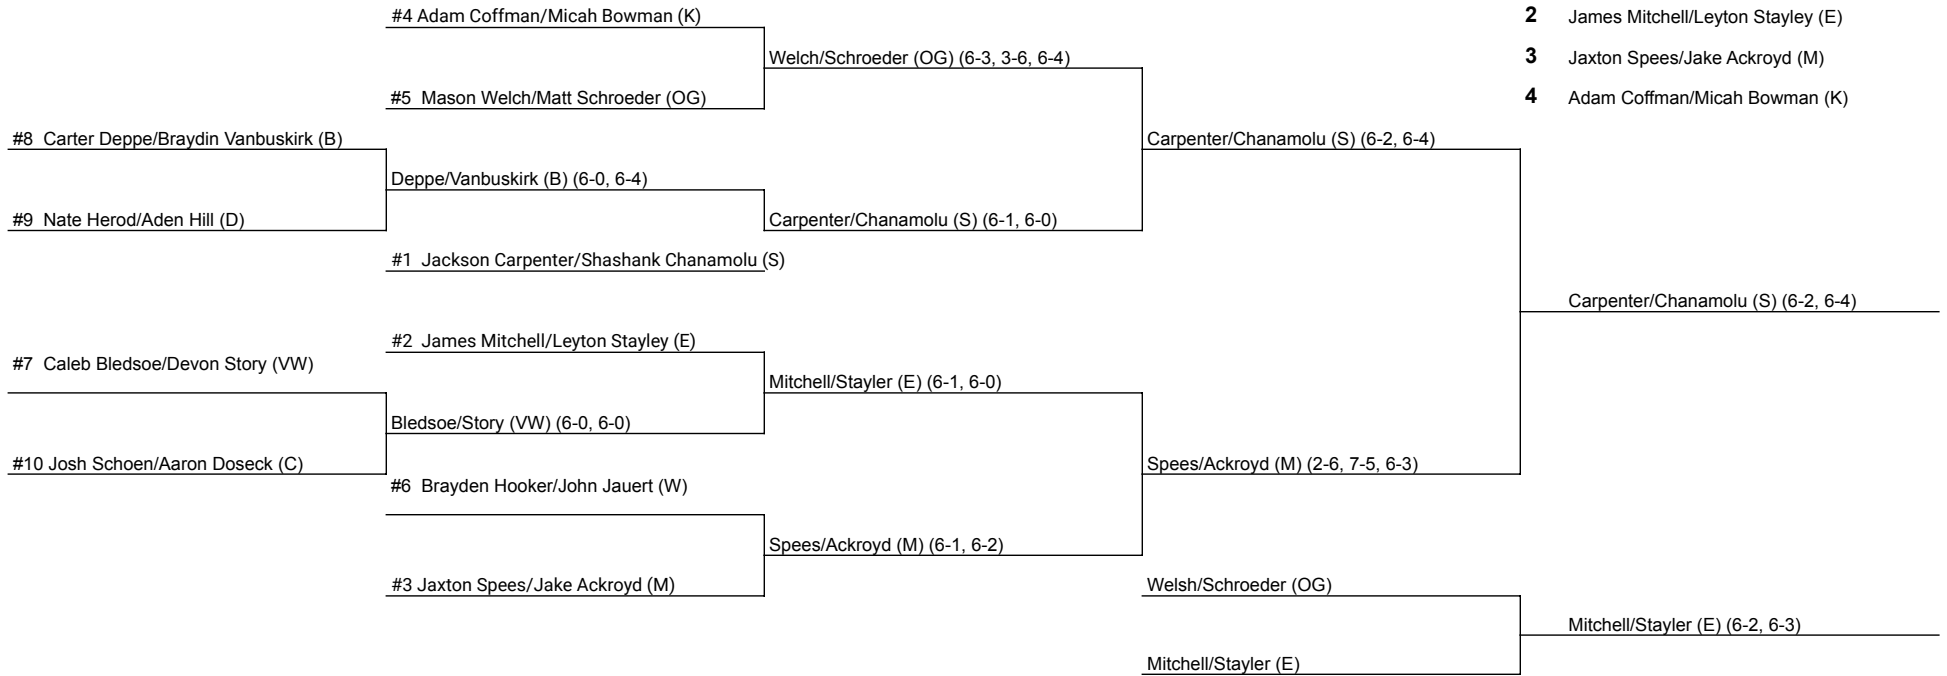 #4 Adam Coffman/Micah Bowman (K)
2 James Mitchell/Leyton Stayley (E)
Welch/Schroeder (OG) (6-3, 3-6, 6-4)
3 Jaxton Spees/Jake Ackroyd (M)
#5 Mason Welch/Matt Schroeder (OG)
4 Adam Coffman/Micah Bowman (K)
#8 Carter Deppe/Braydin Vanbuskirk (B)
Carpenter/Chanamolu (S) (6-2, 6-4)
Deppe/Vanbuskirk (B) (6-0, 6-4)
#9 Nate Herod/Aden Hill (D)
Carpenter/Chanamolu (S) (6-1, 6-0)
#1 Jackson Carpenter/Shashank Chanamolu (S)
Carpenter/Chanamolu (S) (6-2, 6-4)
#2 James Mitchell/Leyton Stayley (E)
#7 Caleb Bledsoe/Devon Story (VW)
Mitchell/Stayler (E) (6-1, 6-0)
Bledsoe/Story (VW) (6-0, 6-0)
#10 Josh Schoen/Aaron Doseck (C)
Spees/Ackroyd (M) (2-6, 7-5, 6-3)
#6 Brayden Hooker/John Jauert (W)
Spees/Ackroyd (M) (6-1, 6-2)
#3 Jaxton Spees/Jake Ackroyd (M)
Welsh/Schroeder (OG)
Mitchell/Stayler (E) (6-2, 6-3)
Mitchell/Stayler (E)